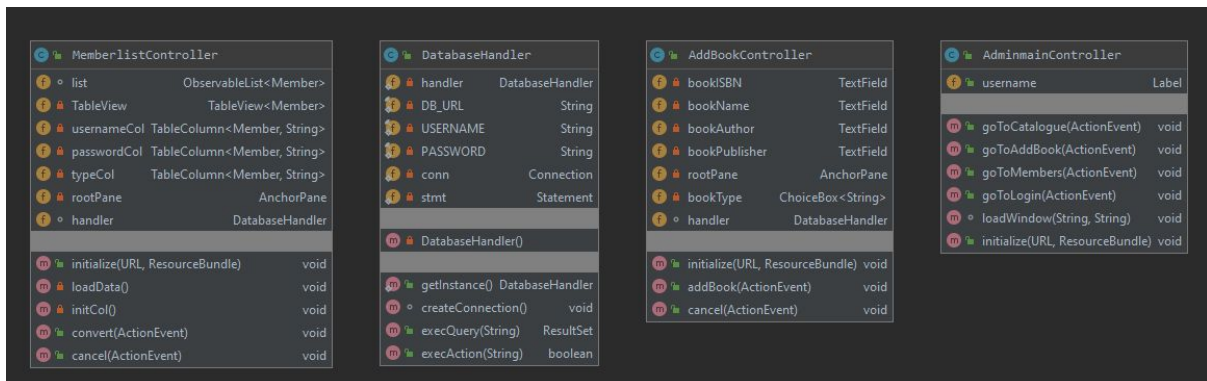 MemberlistController
list ObservableList<Member>
TableView TableView<Member>
usernameCol TableColumn<Member, String>
passwordCol TableColumn<Member, String>
typeCol TableColumn<Member, String>
rootPane AnchorPane
handler DatabaseHandler
initialize(URL, ResourceBundle) void
loadData() void
initCol() void
convert(ActionEvent) void
cancel(ActionEvent) void
DatabaseHandler
handler DatabaseHandler
DB_URL String
USERNAME String
PASSWORD String
conn Connection
stmt Statement
DatabaseHandler()
getInstance() DatabaseHandler
createConnection() void
execQuery(String) ResultSet
execAction(String) boolean
AddBookController
bookISBN TextField
bookName TextField
bookAuthor TextField
bookPublisher TextField
rootPane AnchorPane
bookType ChoiceBox<String>
handler DatabaseHandler
initialize(URL, ResourceBundle) void
addBook(ActionEvent) void
cancel(ActionEvent) void
AdminmainController
username Label
goToCatalogue(ActionEvent) void
goToAddBook(ActionEvent) void
goToMembers(ActionEvent) void
goToLogin(ActionEvent) void
loadWindow(String, String) void
initialize(URL, ResourceBundle) void